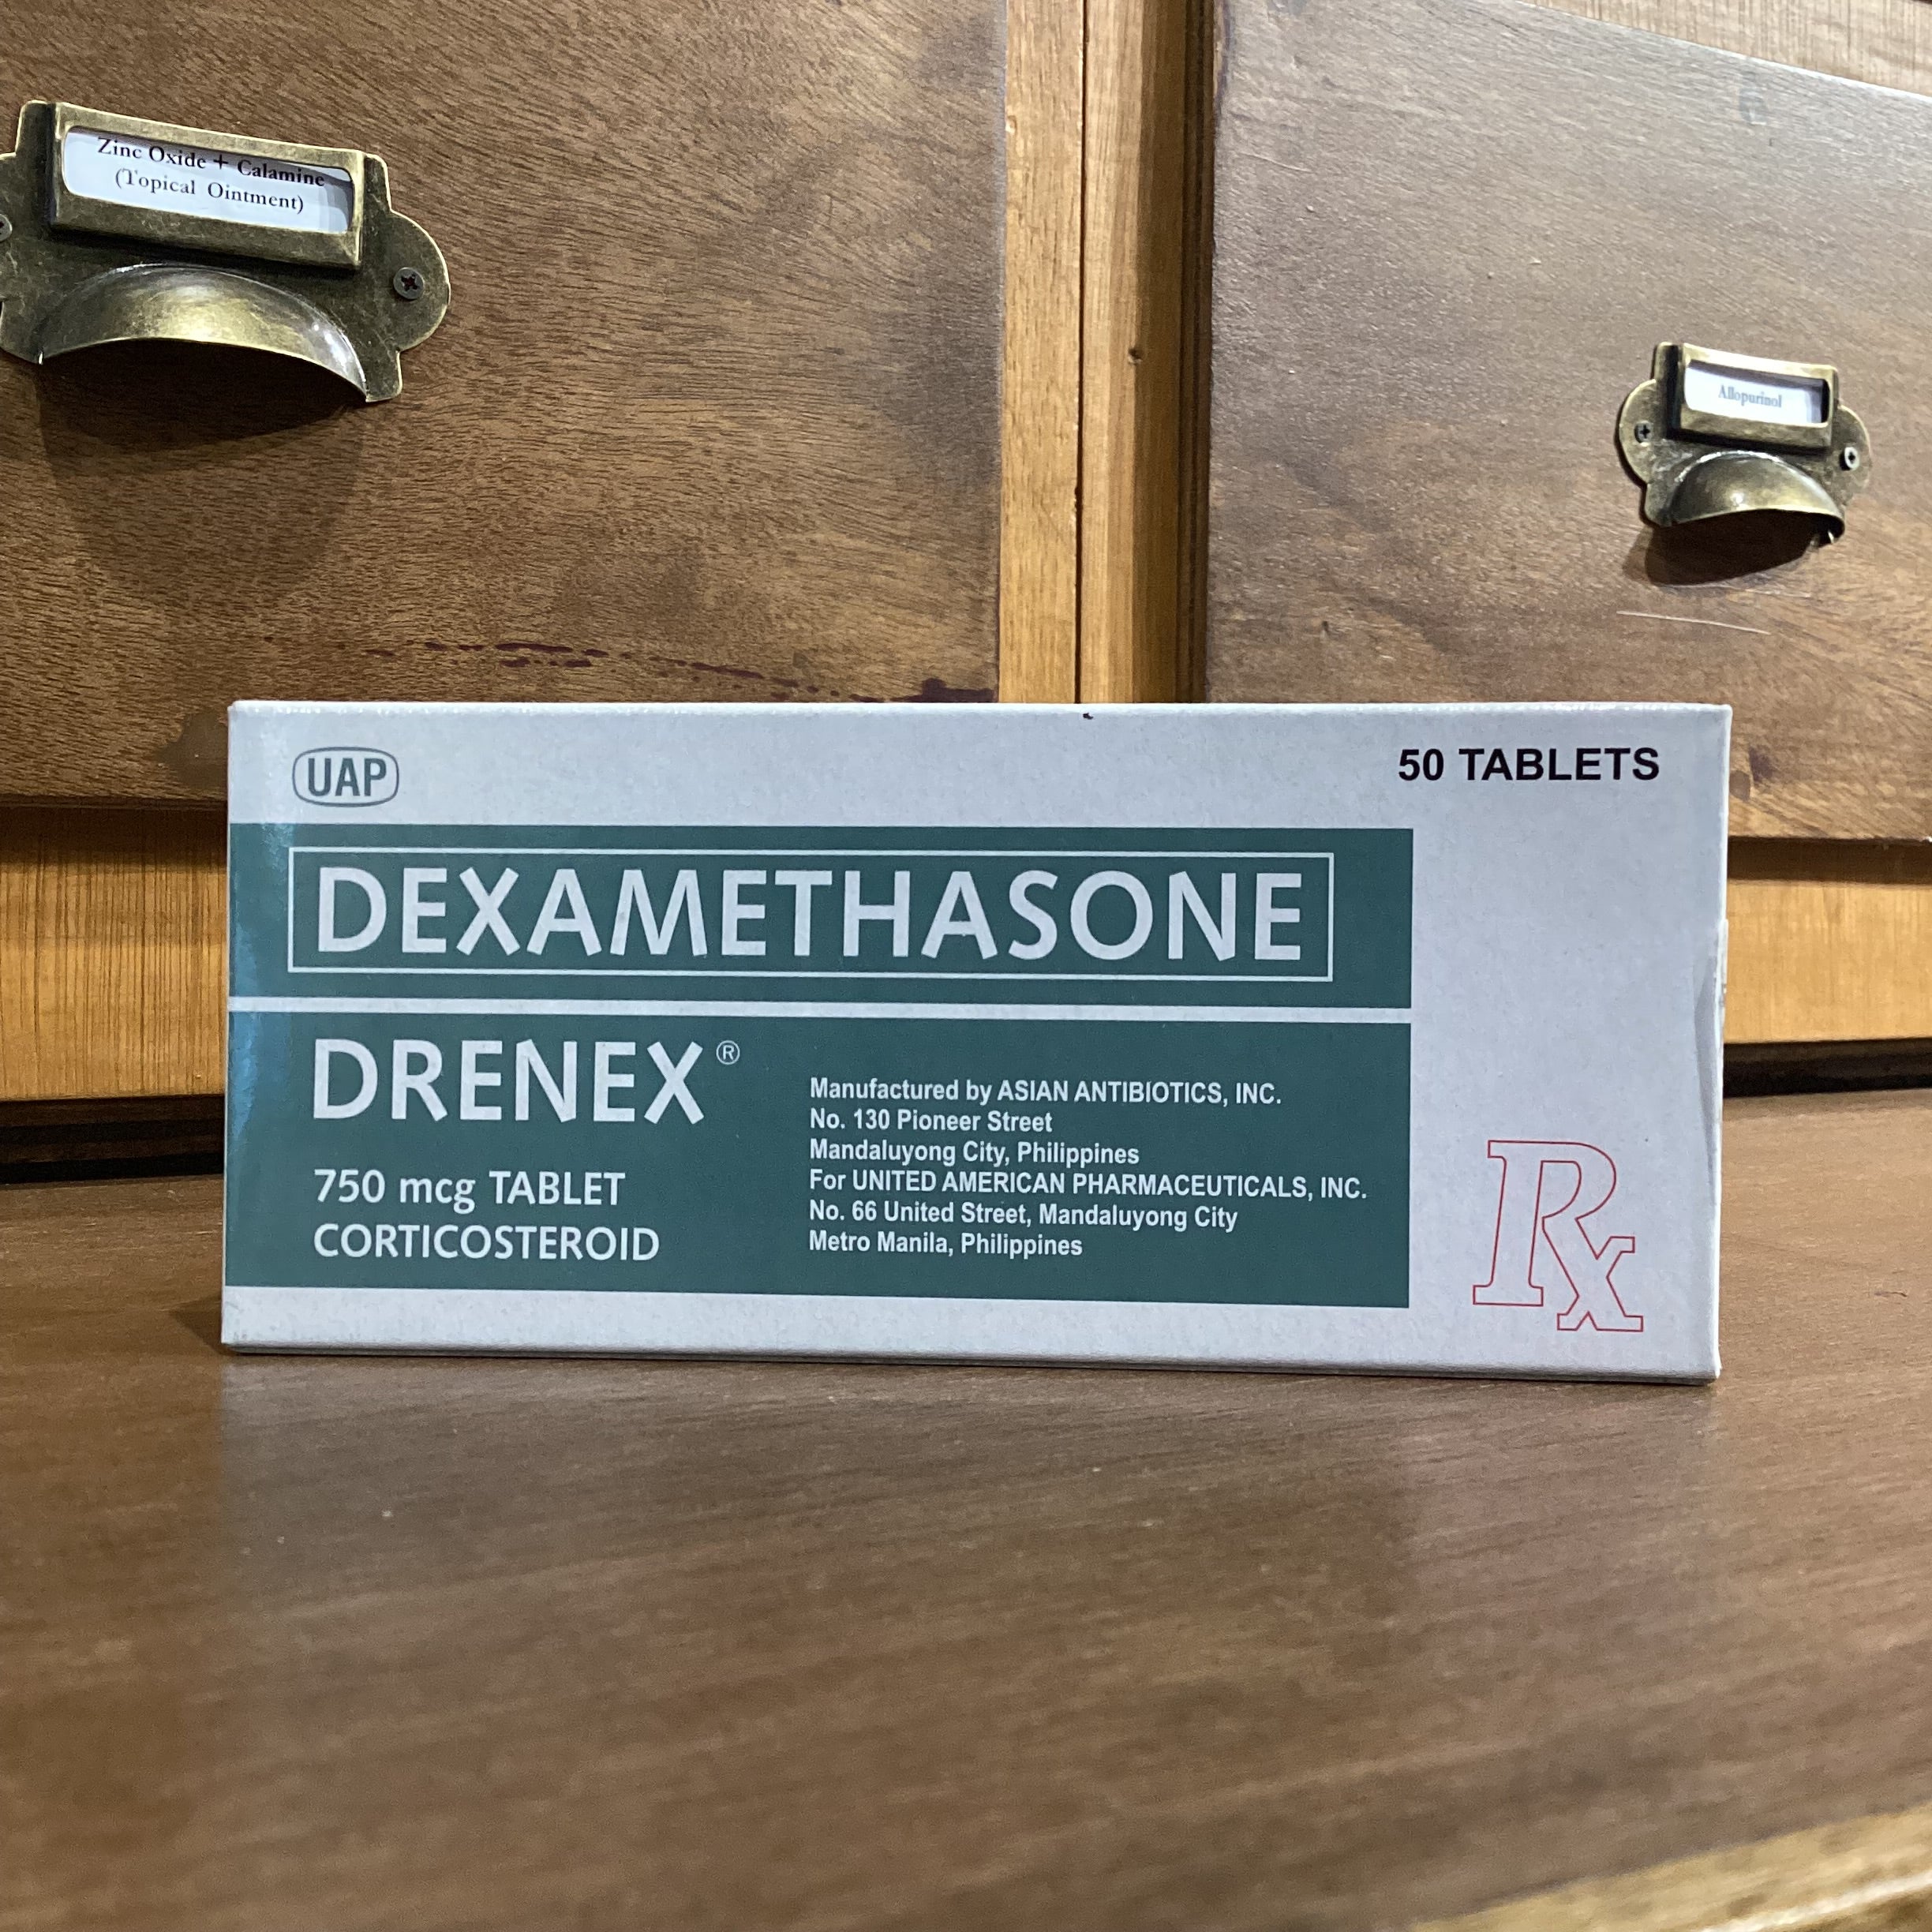 Zinc Oxide + Calamine
(Topical Ointment)
Allopurinol
UAP
50 TABLETS
DEXAMETHASONE
DRENEX®
750 mcg TABLET
CORTICOSTEROID
Manufactured by ASIAN ANTIBIOTICS, INC.
No. 130 Pioneer Street
Mandaluyong City, Philippines
For UNITED AMERICAN PHARMACEUTICALS, INC.
No. 66 United Street, Mandaluyong City
Metro Manila, Philippines
Rx